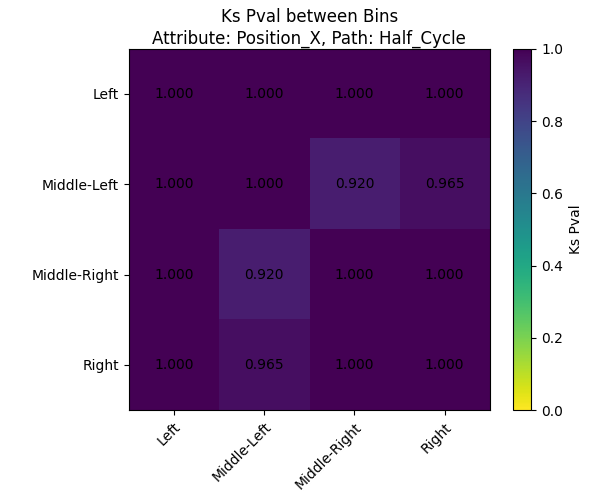 Ks Pval between Bins
Attribute: Position_X, Path: Half_Cycle
Left 1.000 1.000 1.000 1.000
Middle-Left 1.000 1.000 0.920 0.965
Middle-Right 1.000 0.920 1.000 1.000
Right 1.000 0.965 1.000 1.000
Left Middle-Left Middle-Right Right
1.0
0.8
0.6
0.4
0.2
0.0
Ks Pval